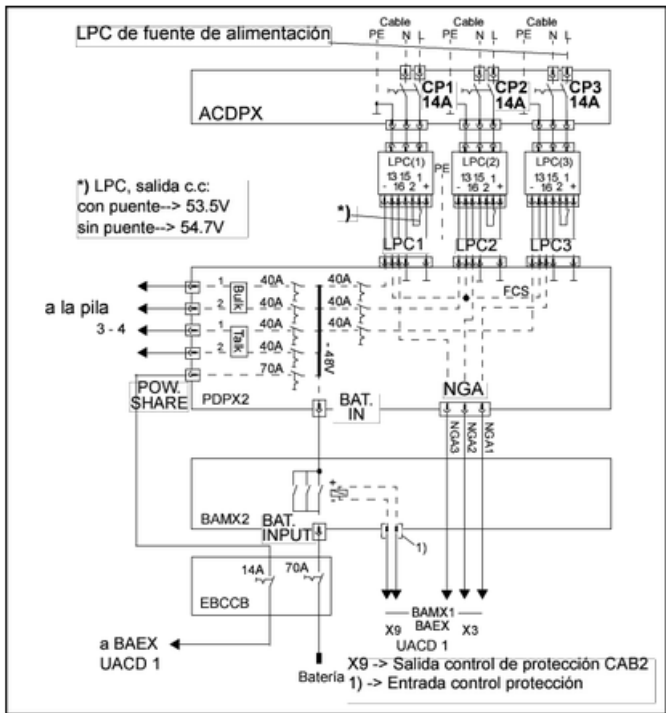 Cable Cable Cable
PE N L PE N L PE N L
LPC de fuente de alimentación
CP1 CP2 CP3
14A 14A 14A
ACDPX
LPC(1) LPC(2) LPC(3)
13 15 1 13 15 1 13 15 1
- 16 2 + - 16 2 + - 16 2 +
PE
*) LPC, salida c.c:
con puente--> 53.5V
sin puente--> 54.7V
*)
LPC1 LPC2 LPC3
1 40A 40A
FCS
Bulk
a la pila
2 40A 40A
3 - 4
1 40A 40A
Talk
2 40A
- 48V
70A
POW.
SHARE
PDPX2
BAT.
IN
NGA
NGA3 NGA2 NGA1
+
-
BAMX2
BAT.
INPUT
1)
14A 70A
EBCCB
BAMX1
BAEX
X9 X3
UACD 1
a BAEX
UACD 1
Batería
X9 -> Salida control de protección CAB2
1) -> Entrada control protección